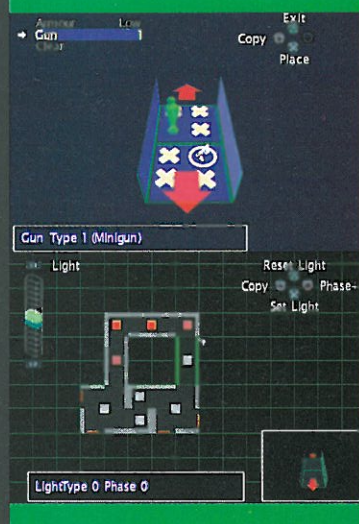 Armour Low
Gun 1
Clear
Exit
Copy
Place
Gun Type 1 (Minigun)
Light
Reset Light
Copy Phase+
Set Light
LightType 0 Phase 0